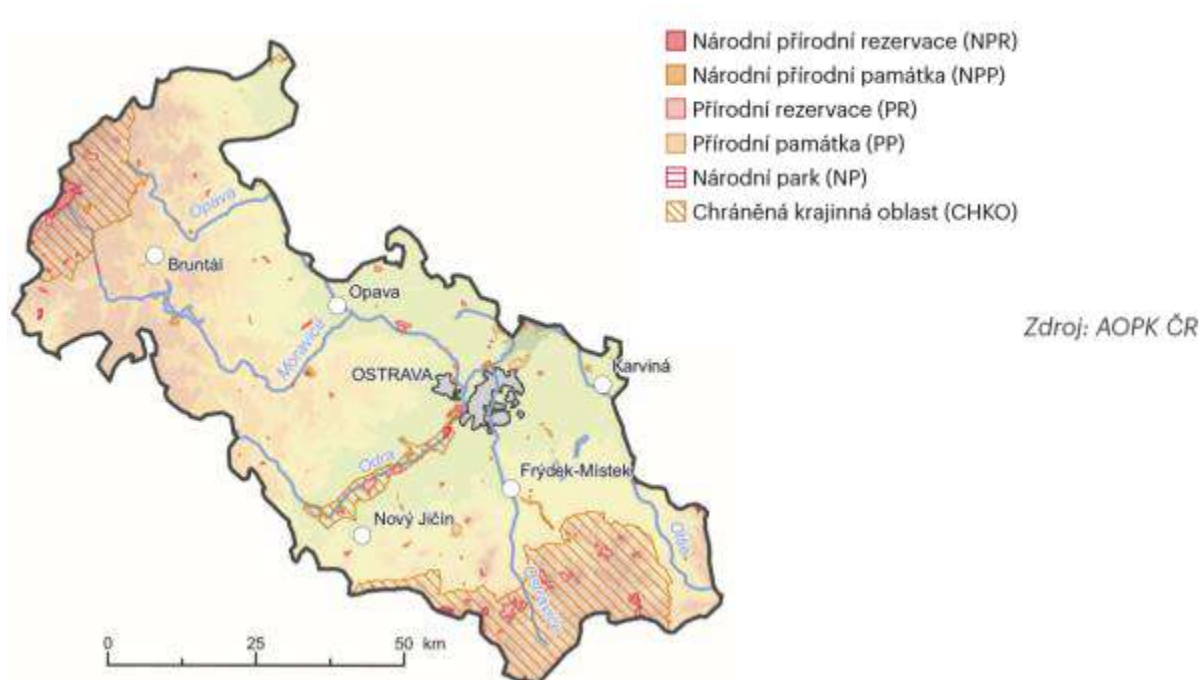 Národní přírodní rezervace (NPR)
Národní přírodní památka (NPP)
Přírodní rezervace (PR)
Přírodní památka (PP)
Národní park (NP)
Chráněná krajinná oblast (CHKO)
Zdroj: AOPK ČR
Opava
Bruntál
Opava
Moravice
OSTRAVA
Karviná
Odra
Frýdek-Místek
Nový Jičín
Olše
Ostravice
0 25 50 km